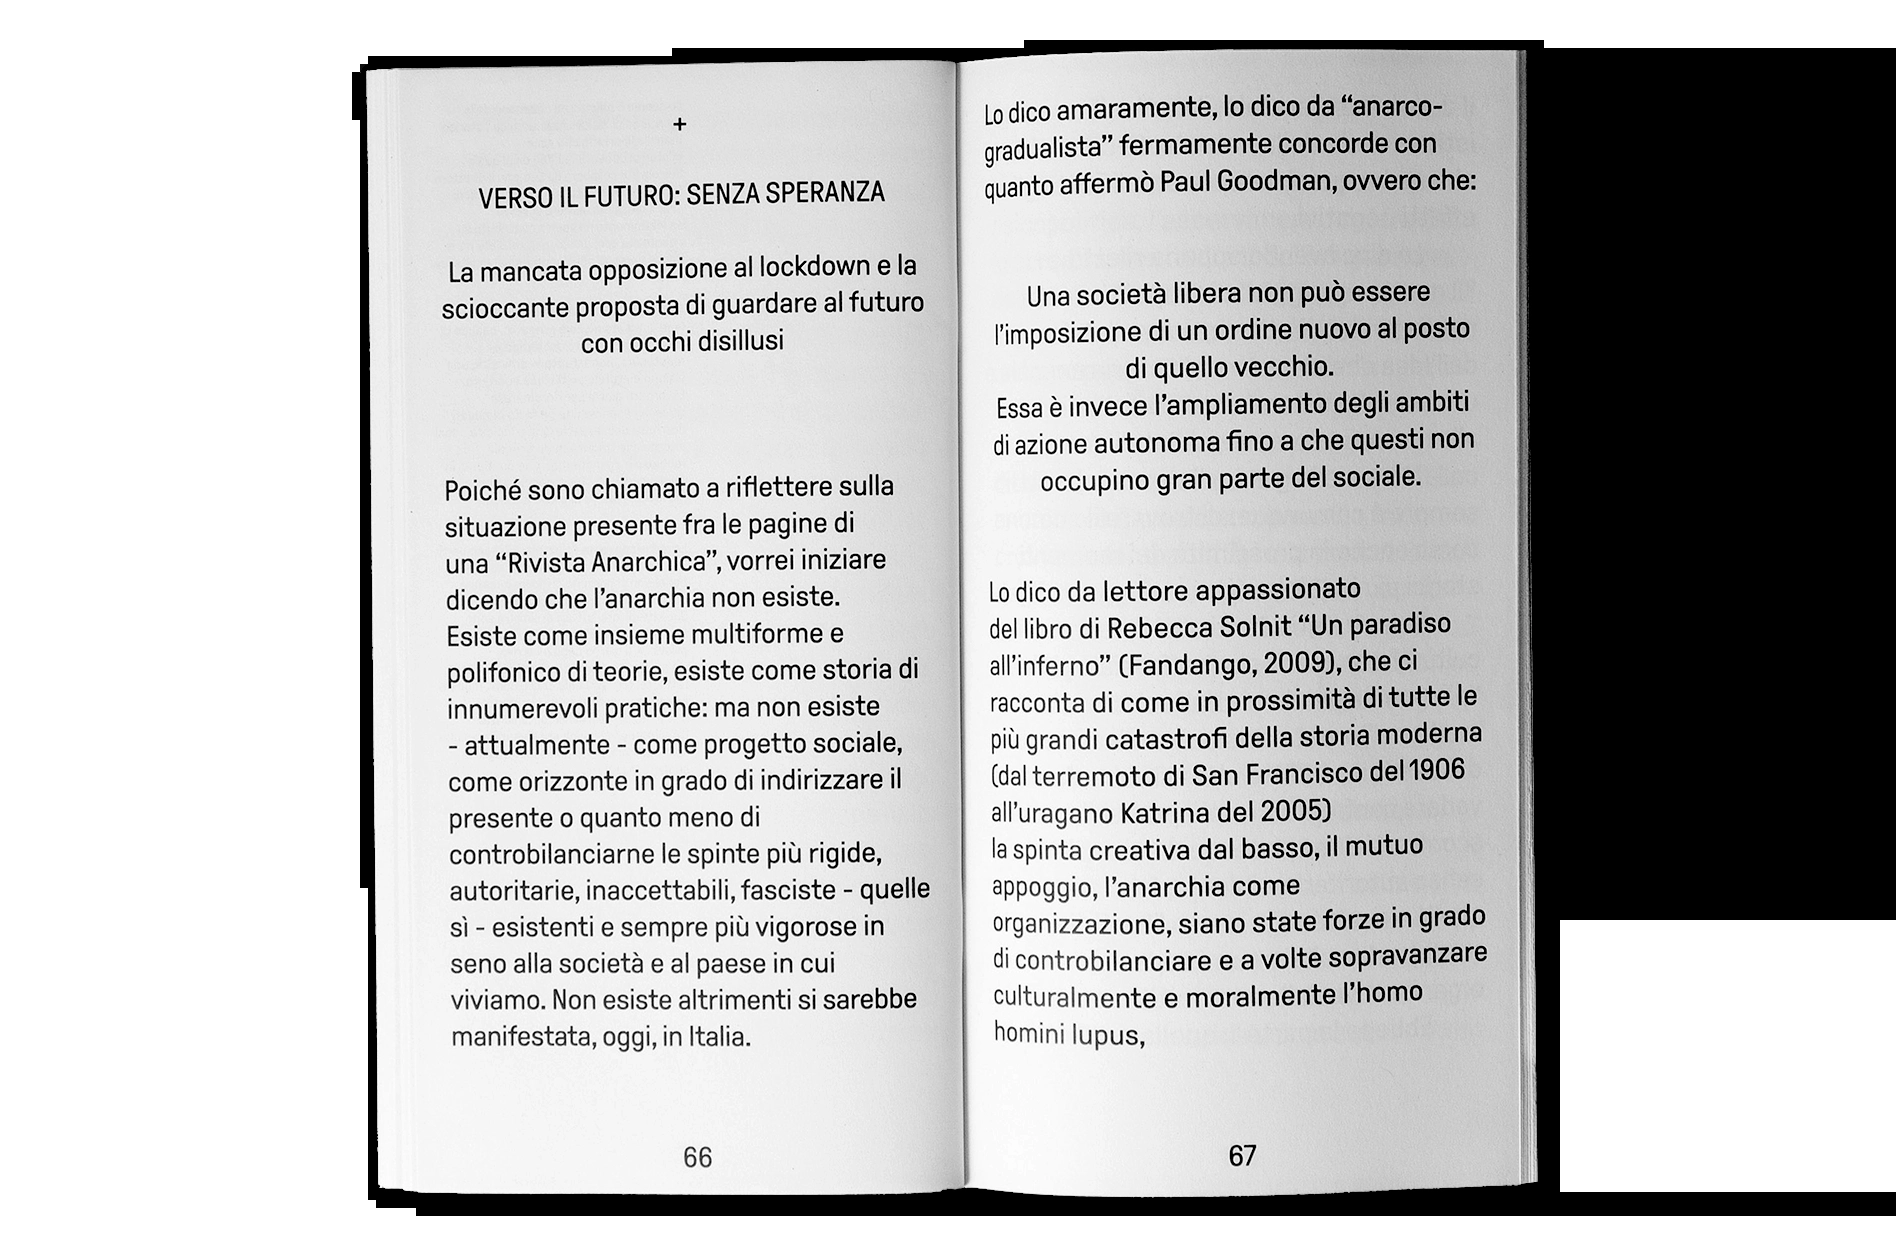 +
VERSO IL FUTURO: SENZA SPERANZA
La mancata opposizione al lockdown e la
scioccante proposta di guardare al futuro
con occhi disillusi
Poiché sono chiamato a riflettere sulla
situazione presente fra le pagine di
una “Rivista Anarchica”, vorrei iniziare
dicendo che l’anarchia non esiste.
Esiste come insieme multiforme e
polifonico di teorie, esiste come storia di
innumerevoli pratiche: ma non esiste
- attualmente - come progetto sociale,
come orizzonte in grado di indirizzare il
presente o quanto meno di
controbilanciarne le spinte più rigide,
autoritarie, inaccettabili, fasciste - quelle
sì - esistenti e sempre più vigorose in
seno alla società e al paese in cui
viviamo. Non esiste altrimenti si sarebbe
manifestata, oggi, in Italia.
66
Lo dico amaramente, lo dico da “anarco-
gradualista” fermamente concorde con
quanto affermò Paul Goodman, ovvero che:
Una società libera non può essere
l’imposizione di un ordine nuovo al posto
di quello vecchio.
Essa è invece l’ampliamento degli ambiti
di azione autonoma fino a che questi non
occupino gran parte del sociale.
Lo dico da lettore appassionato
del libro di Rebecca Solnit “Un paradiso
all’inferno” (Fandango, 2009), che ci
racconta di come in prossimità di tutte le
più grandi catastrofi della storia moderna
(dal terremoto di San Francisco del 1906
all’uragano Katrina del 2005)
la spinta creativa dal basso, il mutuo
appoggio, l’anarchia come
organizzazione, siano state forze in grado
di controbilanciare e a volte sopravanzare
culturalmente e moralmente l’homo
homini lupus,
67